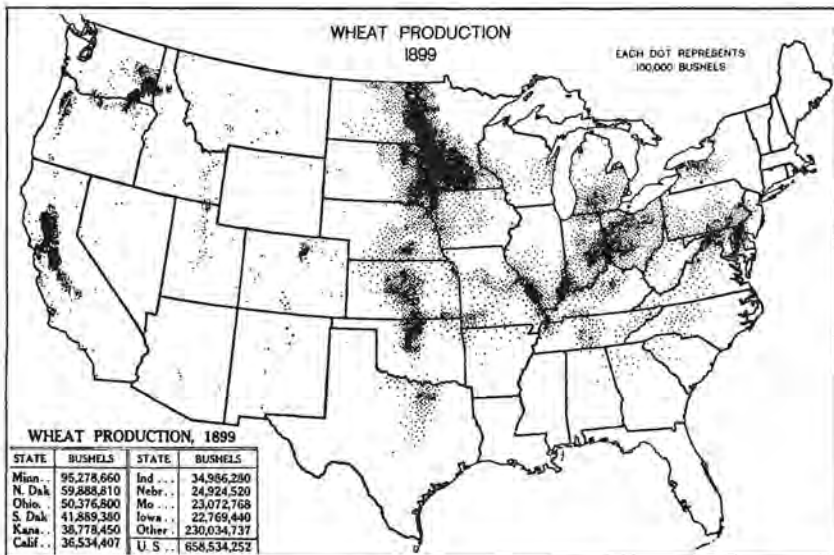 WHEAT PRODUCTION
1899
EACH DOT REPRESENTS
100,000 BUSHELS
WHEAT PRODUCTION, 1899
STATE BUSHELS STATE BUSHELS
Minn.. 95,278,660 Ind.... 34,986,280
N. Dak 59,888,810 Nebr.. 24,924,520
Ohio. 50,376,800 Mo... 23,072,768
S. Dak 41,889,380 Iowa.. 22,769,440
Kans.. 38,778,450 Other. 230,034,737
Calif.. 36,534,407 U.S.. 658,534,252